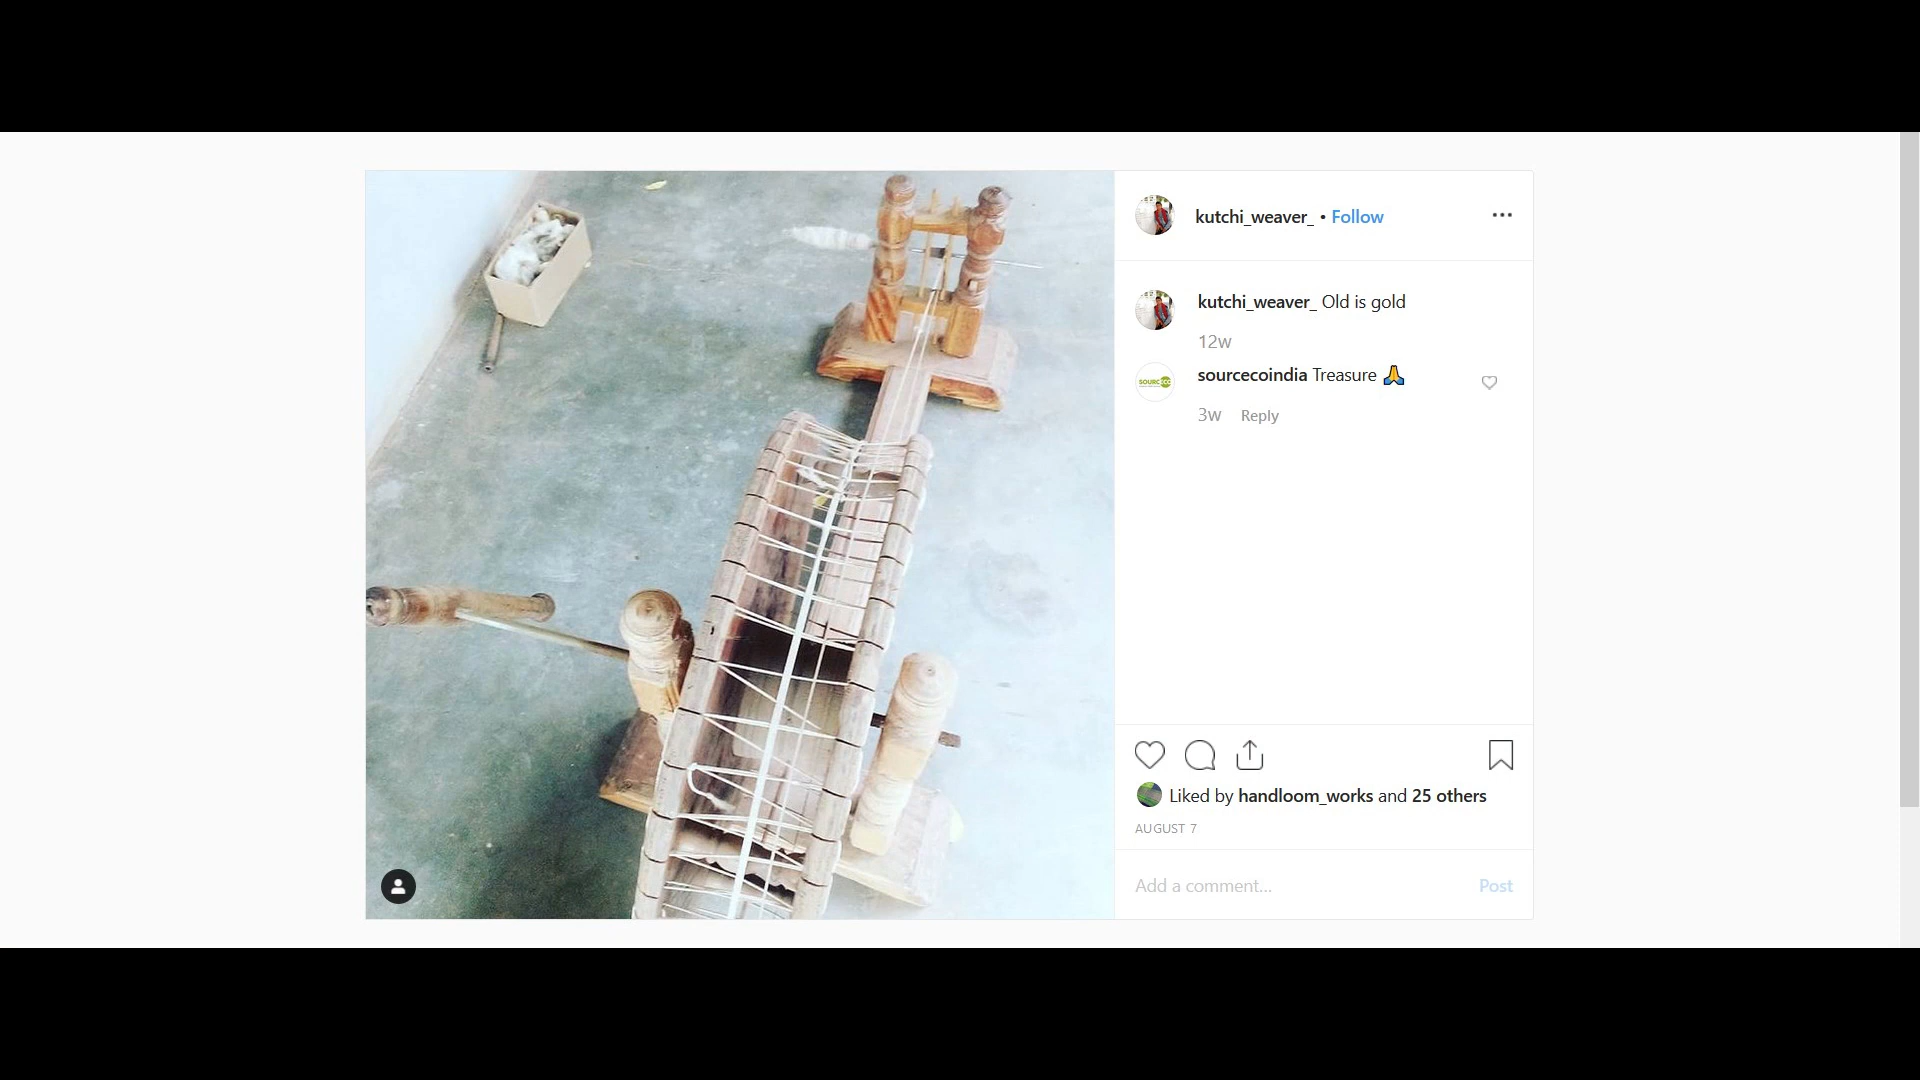 kutchi_weaver_ • Follow
kutchi_weaver_ Old is gold
12w
SOURCECO
sourcecoindia Treasure 🙏
3w Reply
Liked by handloom_works and 25 others
AUGUST 7
Add a comment... Post